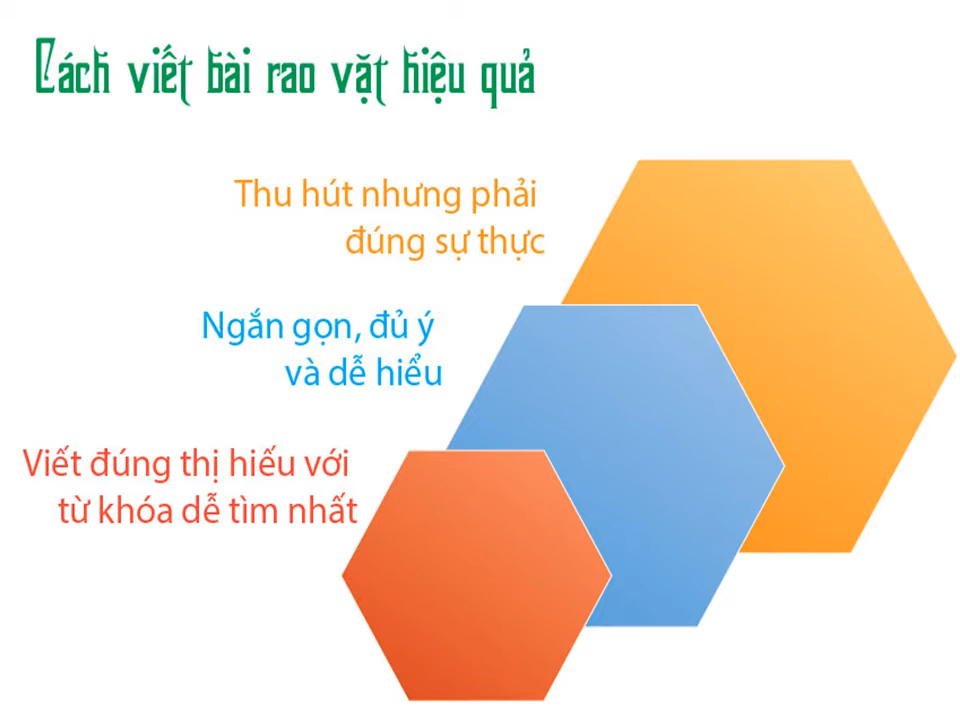 Cách viết bài rao vặt hiệu quả
Thu hút nhưng phải
đúng sự thực
Ngắn gọn, đủ ý
và dễ hiểu
Viết đúng thị hiếu với
từ khóa dễ tìm nhất